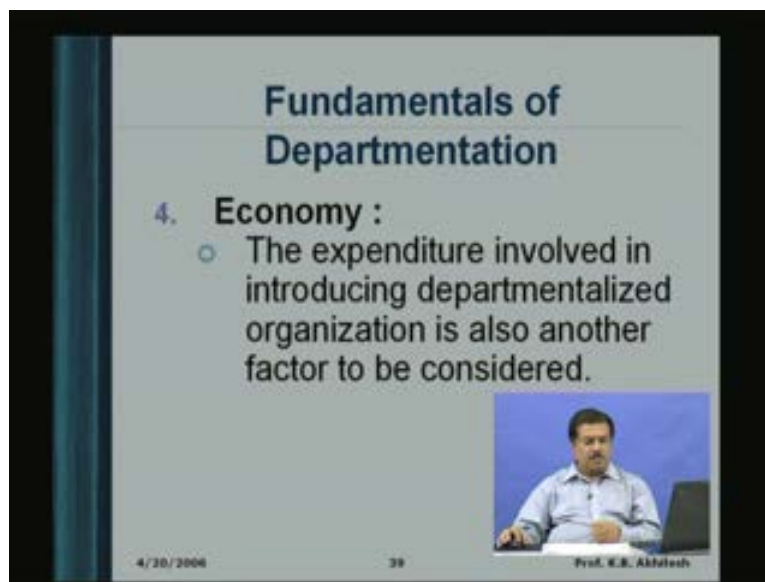 Fundamentals of
Departmentation
4. Economy :
The expenditure involved in
introducing departmentalized
organization is also another
factor to be considered.
4/20/2006 39 Prof. K.B. Akhilesh